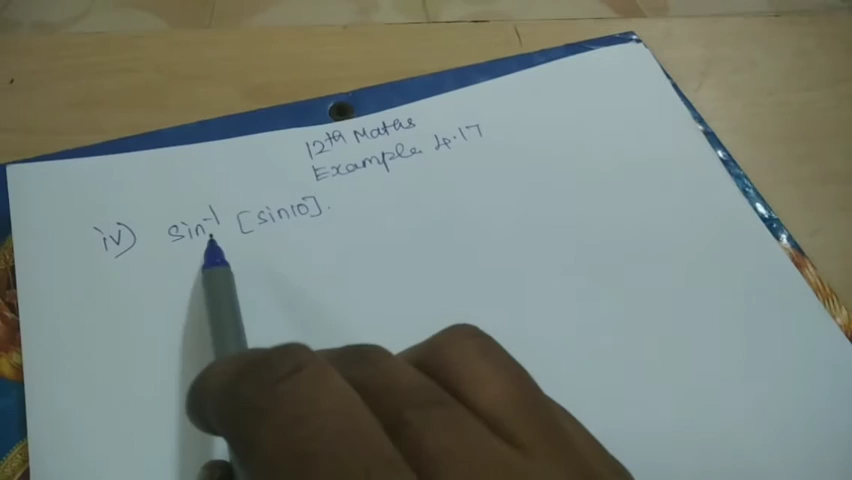 12th Maths
Example 4.17
iv) sin⁻¹ [sin10].